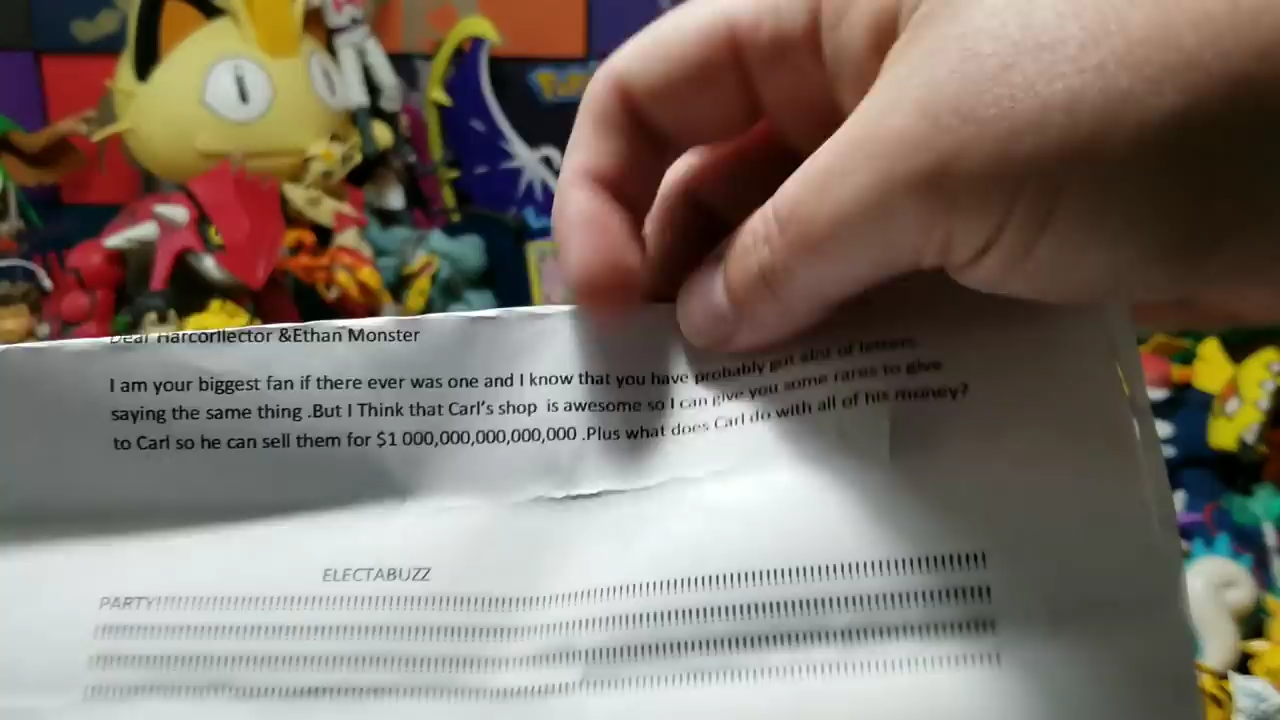 Dear Harcorllector &Ethan Monster
I am your biggest fan if there ever was one and I know that you have probably got alot of letters
saying the same thing .But I Think that Carl's shop is awesome so I can give you some rares to give
to Carl so he can sell them for $1 000,000,000,000,000 .Plus what does Carl do with all of his money?
ELECTABUZZ
PARTY!!!!!!!!!!!!!!!!!!!!!!!!!!!!!!!!!!!!!!!!!!!!!!!!!!!!!!!!!!!!!!!!!!!!!!!!!!!!!!!!!!!!!!!!!!!!!!!!!!!!!!!!
!!!!!!!!!!!!!!!!!!!!!!!!!!!!!!!!!!!!!!!!!!!!!!!!!!!!!!!!!!!!!!!!!!!!!!!!!!!!!!!!!!!!!!!!!!!!!!!!!!!!!!!!!!!!!!!!
!!!!!!!!!!!!!!!!!!!!!!!!!!!!!!!!!!!!!!!!!!!!!!!!!!!!!!!!!!!!!!!!!!!!!!!!!!!!!!!!!!!!!!!!!!!!!!!!!!!!!!!!!!!!!!!!
!!!!!!!!!!!!!!!!!!!!!!!!!!!!!!!!!!!!!!!!!!!!!!!!!!!!!!!!!!!!!!!!!!!!!!!!!!!!!!!!!!!!!!!!!!!!!!!!!!!!!!!!!!!!!!!!